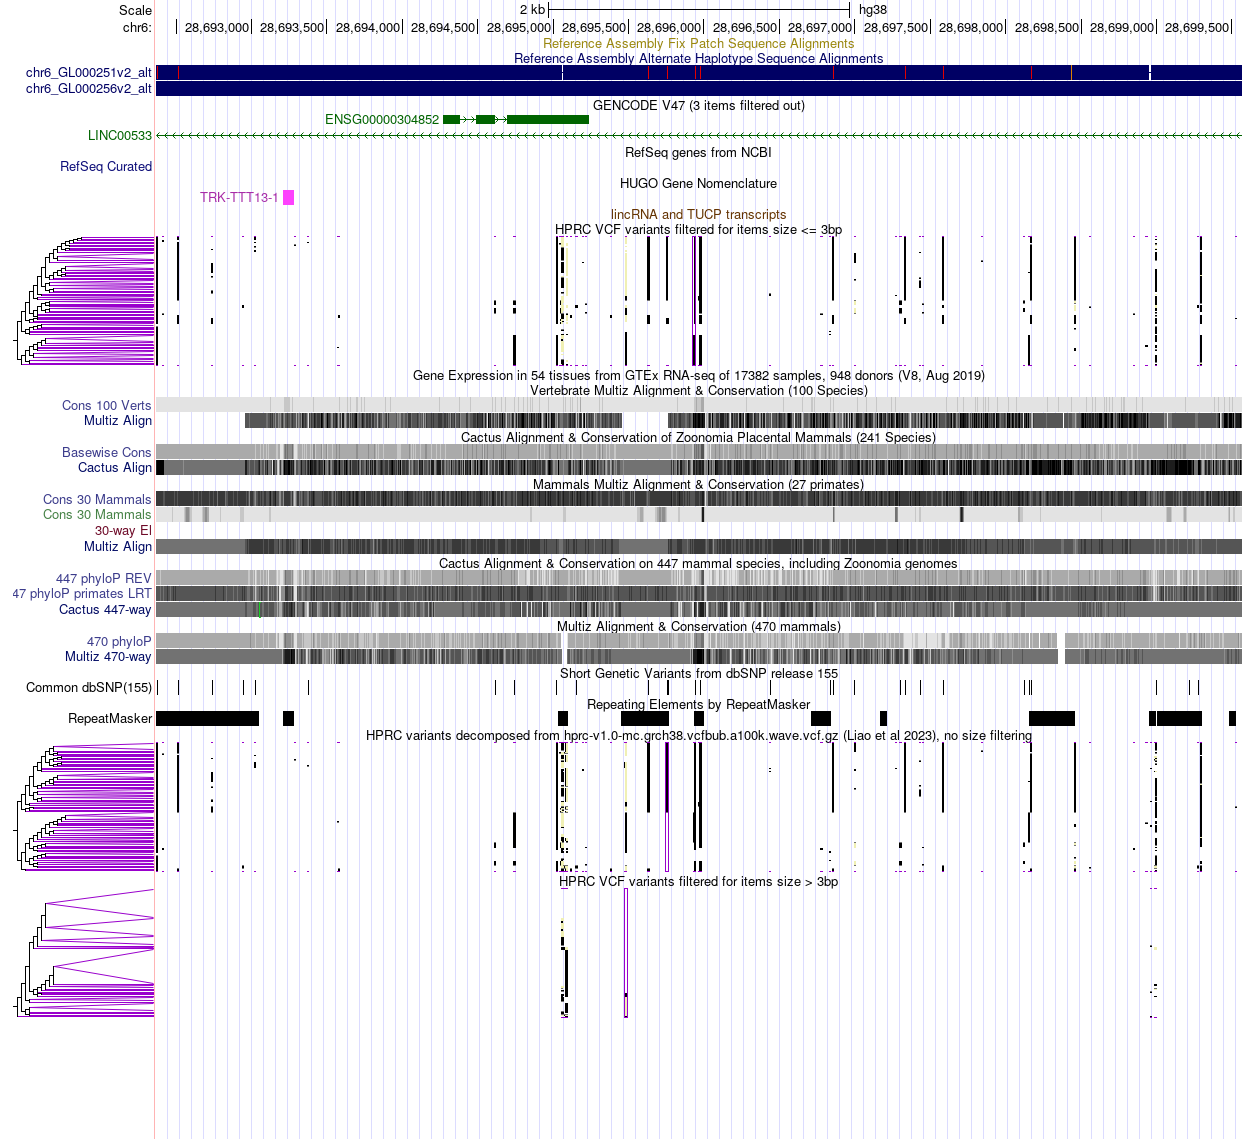 Scale 2 kb hg38
chr6: 28,693,000 28,693,500 28,694,000 28,694,500 28,695,000 28,695,500 28,696,000 28,696,500 28,697,000 28,697,500 28,698,000 28,698,500 28,699,000 28,699,500
Reference Assembly Fix Patch Sequence Alignments
Reference Assembly Alternate Haplotype Sequence Alignments
chr6_GL000251v2_alt
chr6_GL000256v2_alt
GENCODE V47 (3 items filtered out)
ENSG00000304852
LINC00533
RefSeq genes from NCBI
RefSeq Curated
HUGO Gene Nomenclature
TRK-TTT13-1
lincRNA and TUCP transcripts
HPRC VCF variants filtered for items size <= 3bp
Gene Expression in 54 tissues from GTEx RNA-seq of 17382 samples, 948 donors (V8, Aug 2019)
Vertebrate Multiz Alignment & Conservation (100 Species)
Cons 100 Verts
Multiz Align
Cactus Alignment & Conservation of Zoonomia Placental Mammals (241 Species)
Basewise Cons
Cactus Align
Mammals Multiz Alignment & Conservation (27 primates)
Cons 30 Mammals
Cons 30 Mammals
30-way El
Multiz Align
Cactus Alignment & Conservation on 447 mammal species, including Zoonomia genomes
447 phyloP REV
47 phyloP primates LRT
Cactus 447-way
Multiz Alignment & Conservation (470 mammals)
470 phyloP
Multiz 470-way
Short Genetic Variants from dbSNP release 155
Common dbSNP(155)
Repeating Elements by RepeatMasker
RepeatMasker
HPRC variants decomposed from hprc-v1.0-mc.grch38.vcfbub.a100k.wave.vcf.gz (Liao et al 2023), no size filtering
HPRC VCF variants filtered for items size > 3bp